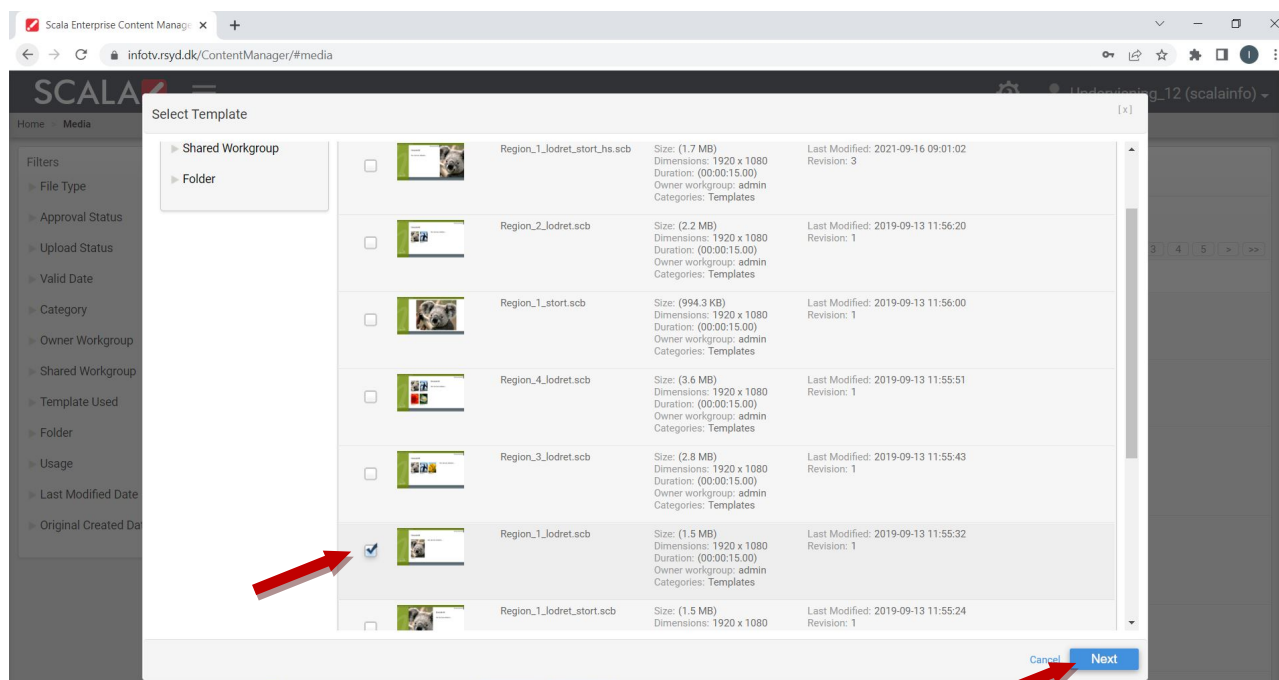 Scala Enterprise Content Manage
infotv.rsyd.dk/ContentManager/#media
SCALA
Undervisning_12 (scalainfo)
Home Media
Select Template
[x]
Filters
File Type
Approval Status
Upload Status
Valid Date
Category
Owner Workgroup
Shared Workgroup
Template Used
Folder
Usage
Last Modified Date
Original Created Da
3 4 5 > >>
Shared Workgroup
Folder
Region_1_lodret_stort_hs.scb
Size: (1.7 MB)
Dimensions: 1920 x 1080
Duration: (00:00:15.00)
Owner workgroup: admin
Categories: Templates
Last Modified: 2021-09-16 09:01:02
Revision: 3
Region_2_lodret.scb
Size: (2.2 MB)
Dimensions: 1920 x 1080
Duration: (00:00:15.00)
Owner workgroup: admin
Categories: Templates
Last Modified: 2019-09-13 11:56:20
Revision: 1
Region_1_stort.scb
Size: (994.3 KB)
Dimensions: 1920 x 1080
Duration: (00:00:15.00)
Owner workgroup: admin
Categories: Templates
Last Modified: 2019-09-13 11:56:00
Revision: 1
Region_4_lodret.scb
Size: (3.6 MB)
Dimensions: 1920 x 1080
Duration: (00:00:15.00)
Owner workgroup: admin
Categories: Templates
Last Modified: 2019-09-13 11:55:51
Revision: 1
Region_3_lodret.scb
Size: (2.8 MB)
Dimensions: 1920 x 1080
Duration: (00:00:15.00)
Owner workgroup: admin
Categories: Templates
Last Modified: 2019-09-13 11:55:43
Revision: 1
Region_1_lodret.scb
Size: (1.5 MB)
Dimensions: 1920 x 1080
Duration: (00:00:15.00)
Owner workgroup: admin
Categories: Templates
Last Modified: 2019-09-13 11:55:32
Revision: 1
Region_1_lodret_stort.scb
Size: (1.5 MB)
Dimensions: 1920 x 1080
Last Modified: 2019-09-13 11:55:24
Revision: 1
Cancel
Next